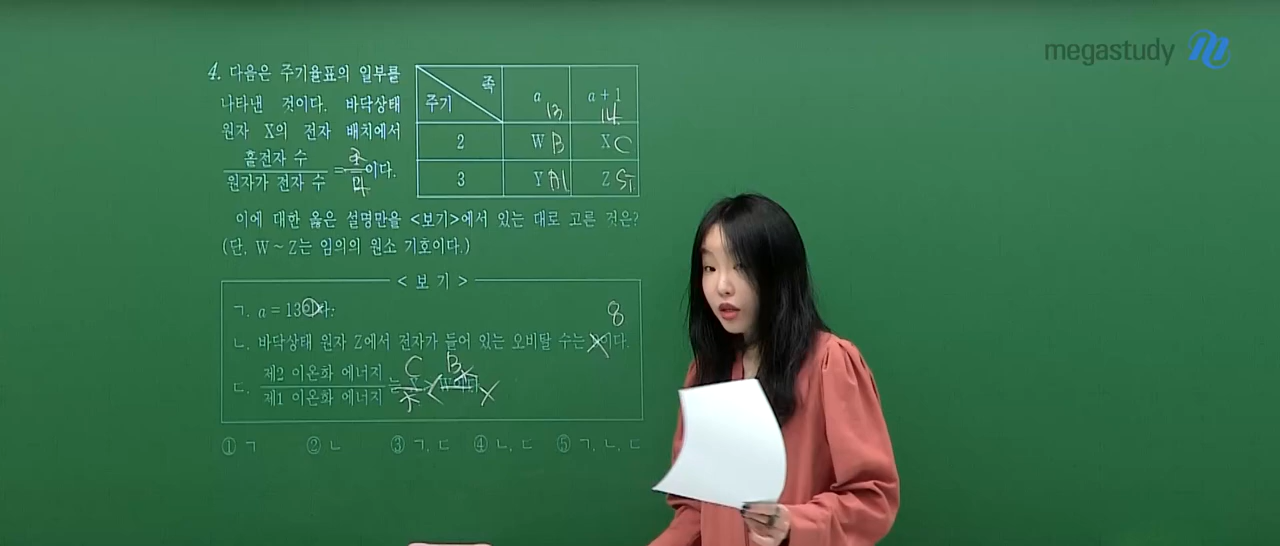 megastudy
4. 다음은 주기율표의 일부를
나타낸 것이다. 바닥상태
원자 X의 전자 배치에서
홀전자 수
원자가 전자 수
= 이다.
족
주기
a
13
a+1
14
2
W B
X C
3
Y Al
Z Si
이에 대한 옳은 설명만을 <보기>에서 있는 대로 고른 것은?
(단, W ~ Z는 임의의 원소 기호이다.)
< 보 기 >
ㄱ. a = 13이다.
8
ㄴ. 바닥상태 원자 Z에서 전자가 들어 있는 오비탈 수는 이다.
C B
제2 이온화 에너지
ㄷ. 는
제1 이온화 에너지
① ㄱ ② ㄴ ③ ㄱ, ㄷ ④ ㄴ, ㄷ ⑤ ㄱ, ㄴ, ㄷ